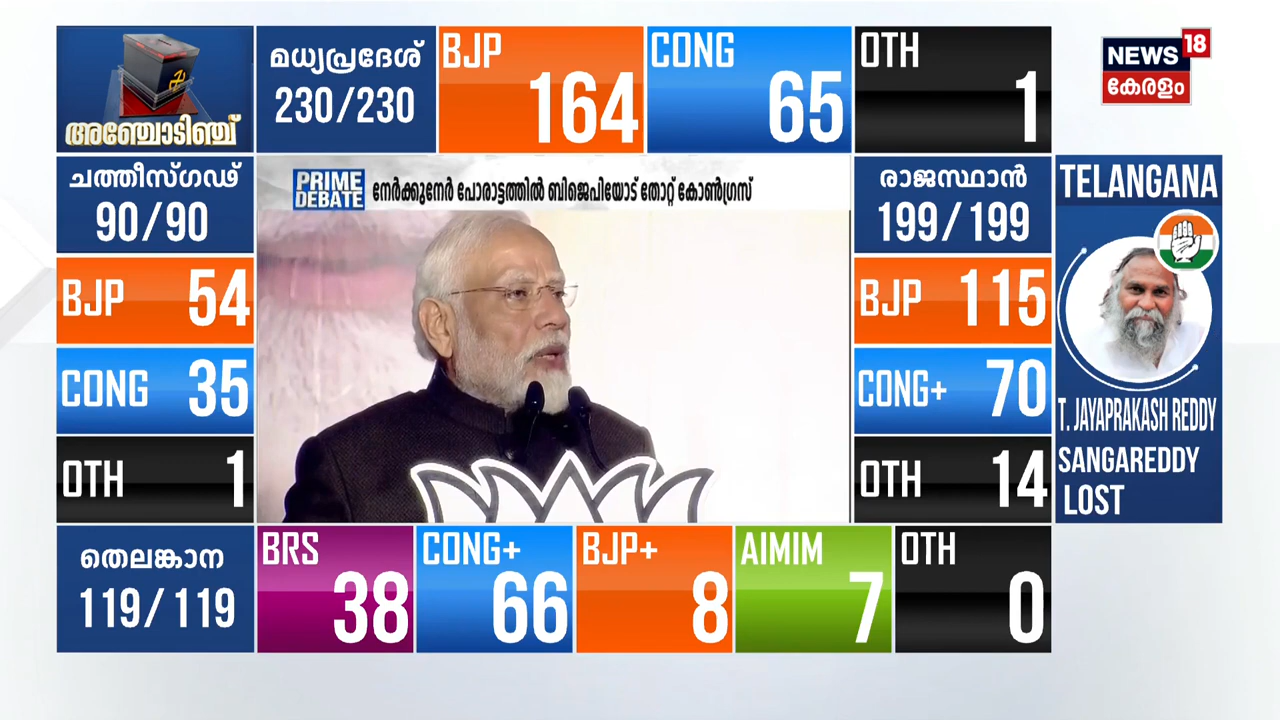 അഞ്ചോടിഞ്ച്
മധ്യപ്രദേശ്
230/230
BJP
164
CONG
65
OTH
1
NEWS 18
കേരളം
ചത്തീസ്ഗഢ്
90/90
BJP 54
CONG 35
OTH 1
PRIME
DEBATE
നേർക്കുനേർ പോരാട്ടത്തിൽ ബിജെപിയോട് തോറ്റ് കോൺഗ്രസ്
രാജസ്ഥാൻ
199/199
BJP 115
CONG+ 70
OTH 14
TELANGANA
T. JAYAPRAKASH REDDY
SANGAREDDY
LOST
തെലങ്കാന
119/119
BRS
38
CONG+
66
BJP+
8
AIMIM
7
OTH
0